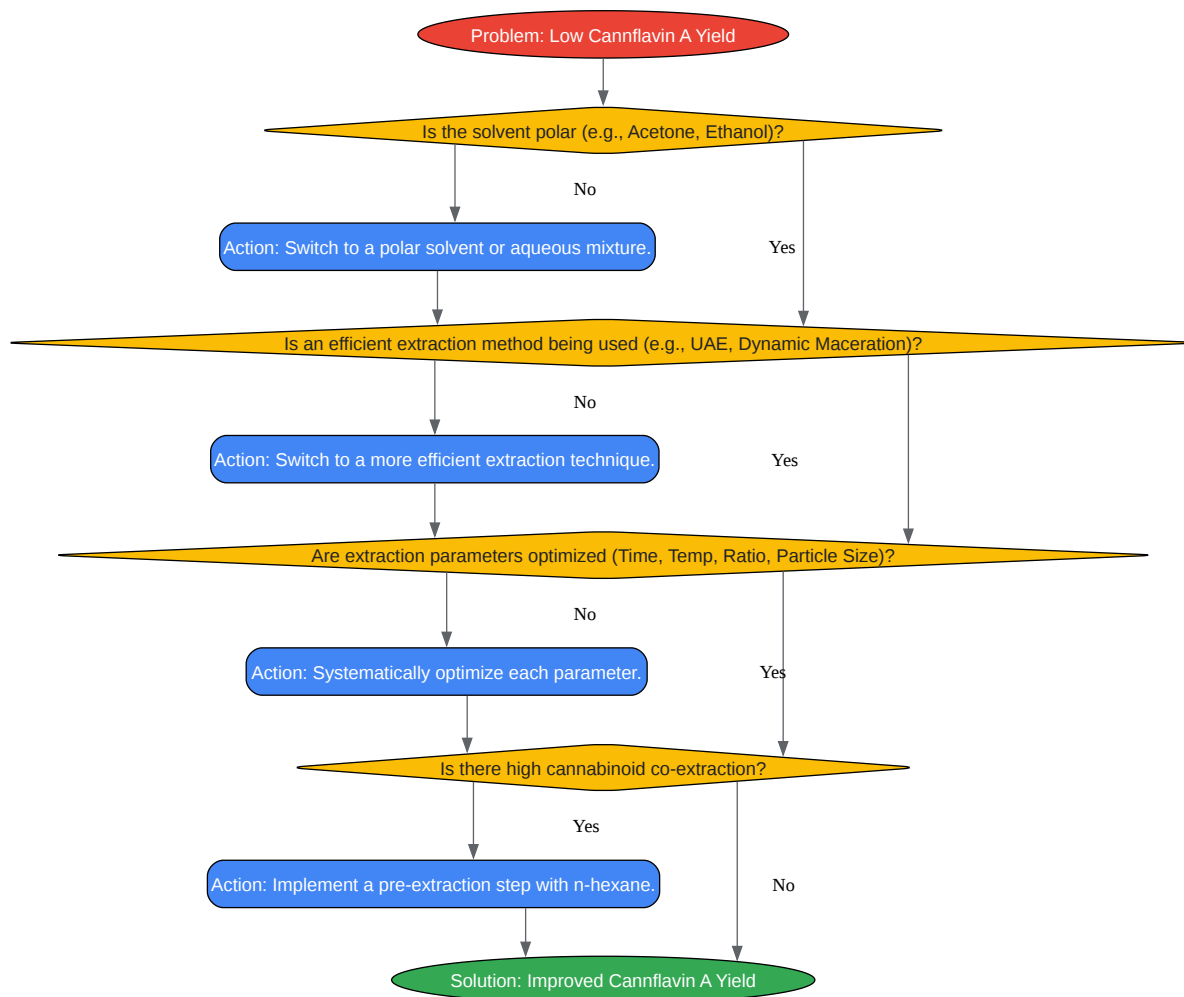 Problem: Low Cannflavin A Yield
Is the solvent polar (e.g., Acetone, Ethanol)?
No
Action: Switch to a polar solvent or aqueous mixture.
Yes
Is an efficient extraction method being used (e.g., UAE, Dynamic Maceration)?
No
Action: Switch to a more efficient extraction technique.
Yes
Are extraction parameters optimized (Time, Temp, Ratio, Particle Size)?
No
Action: Systematically optimize each parameter.
Yes
Is there high cannabinoid co-extraction?
Yes
Action: Implement a pre-extraction step with n-hexane.
No
Solution: Improved Cannflavin A Yield